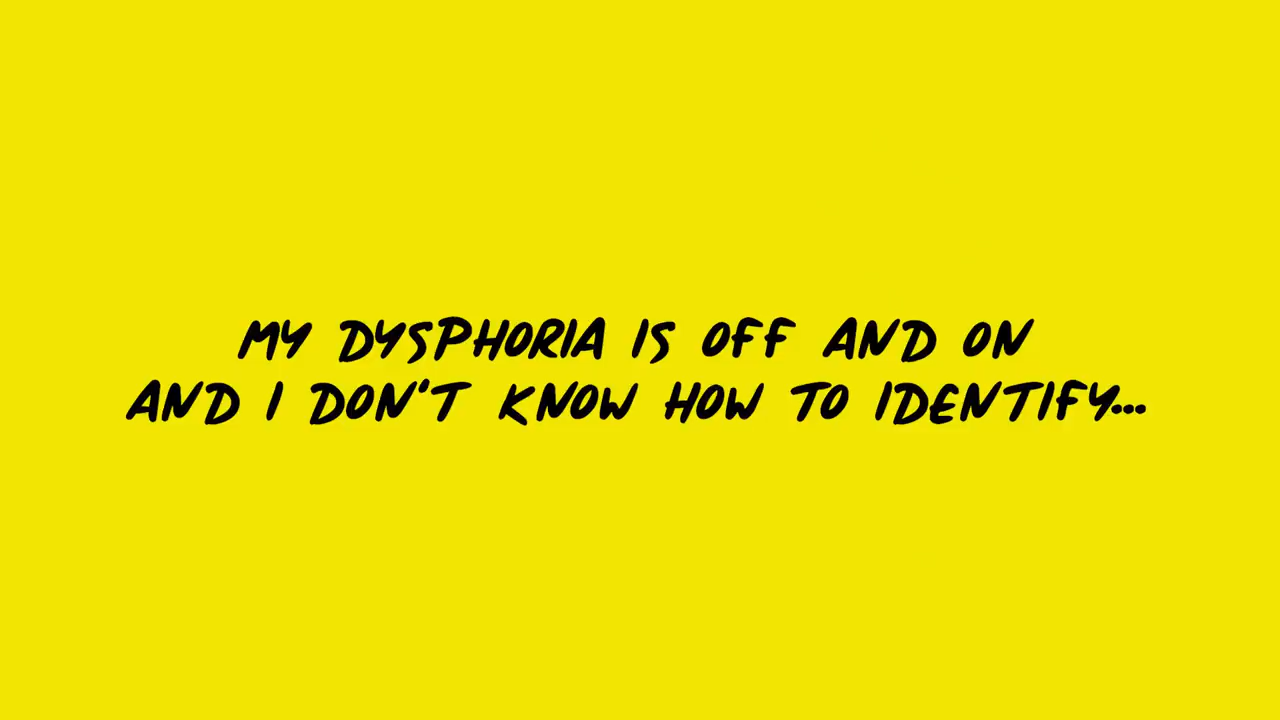 MY DYSPHORIA IS OFF AND ON
AND I DON'T KNOW HOW TO IDENTIFY...